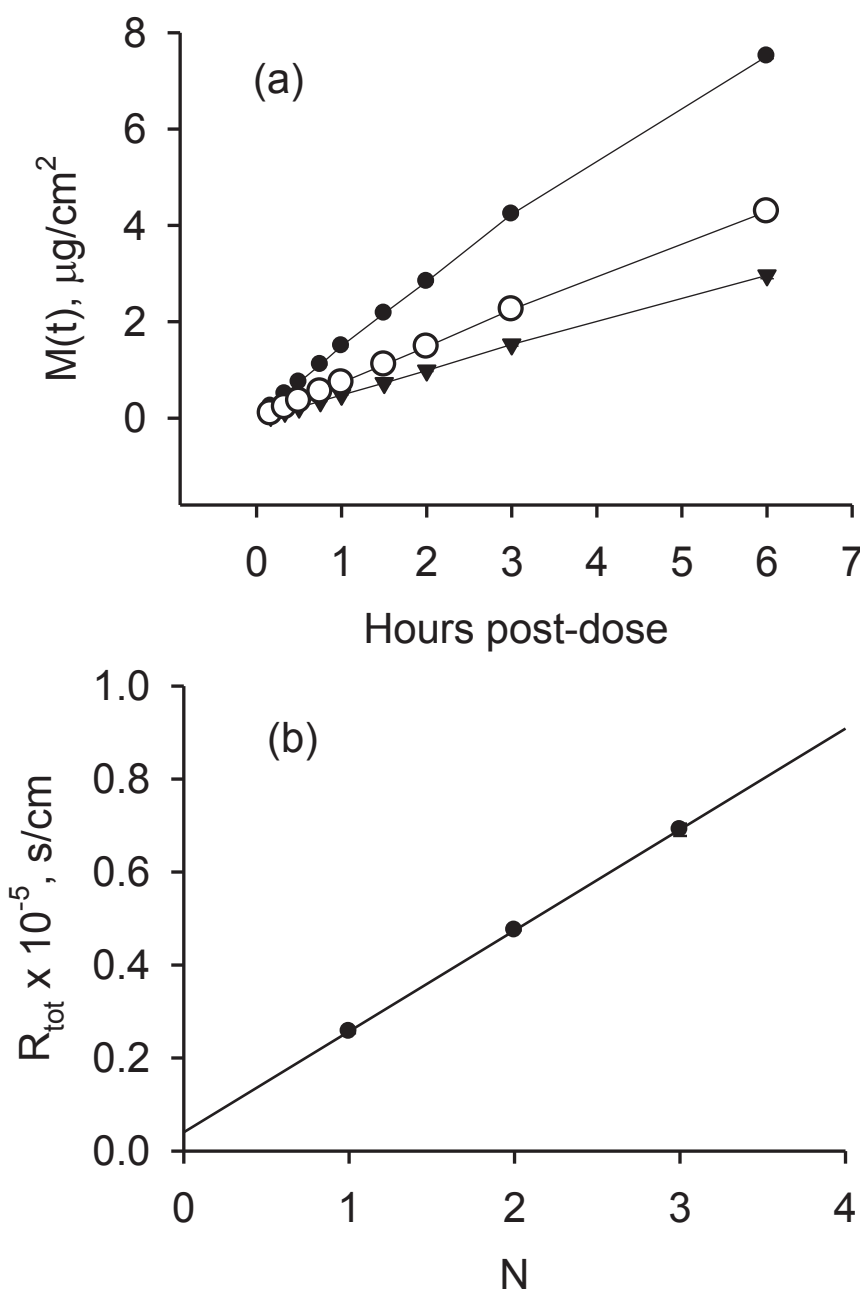 (a)
M(t), μg/cm²
8
6
4
2
0
0 1 2 3 4 5 6 7
Hours post-dose
(b)
R_tot x 10⁻⁵ , s/cm
1.0
0.8
0.6
0.4
0.2
0.0
0 1 2 3 4
N